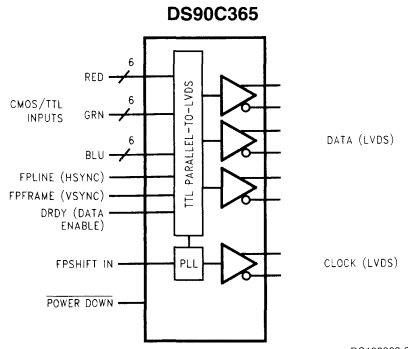 DS90C365
RED
6
CMOS/TTL
INPUTS
GRN
6
BLU
6
FPLINE (HSYNC)
FPFRAME (VSYNC)
DRDY (DATA
ENABLE)
FPSHIFT IN
POWER DOWN
TTL PARALLEL-TO-LVDS
PLL
DATA (LVDS)
CLOCK (LVDS)